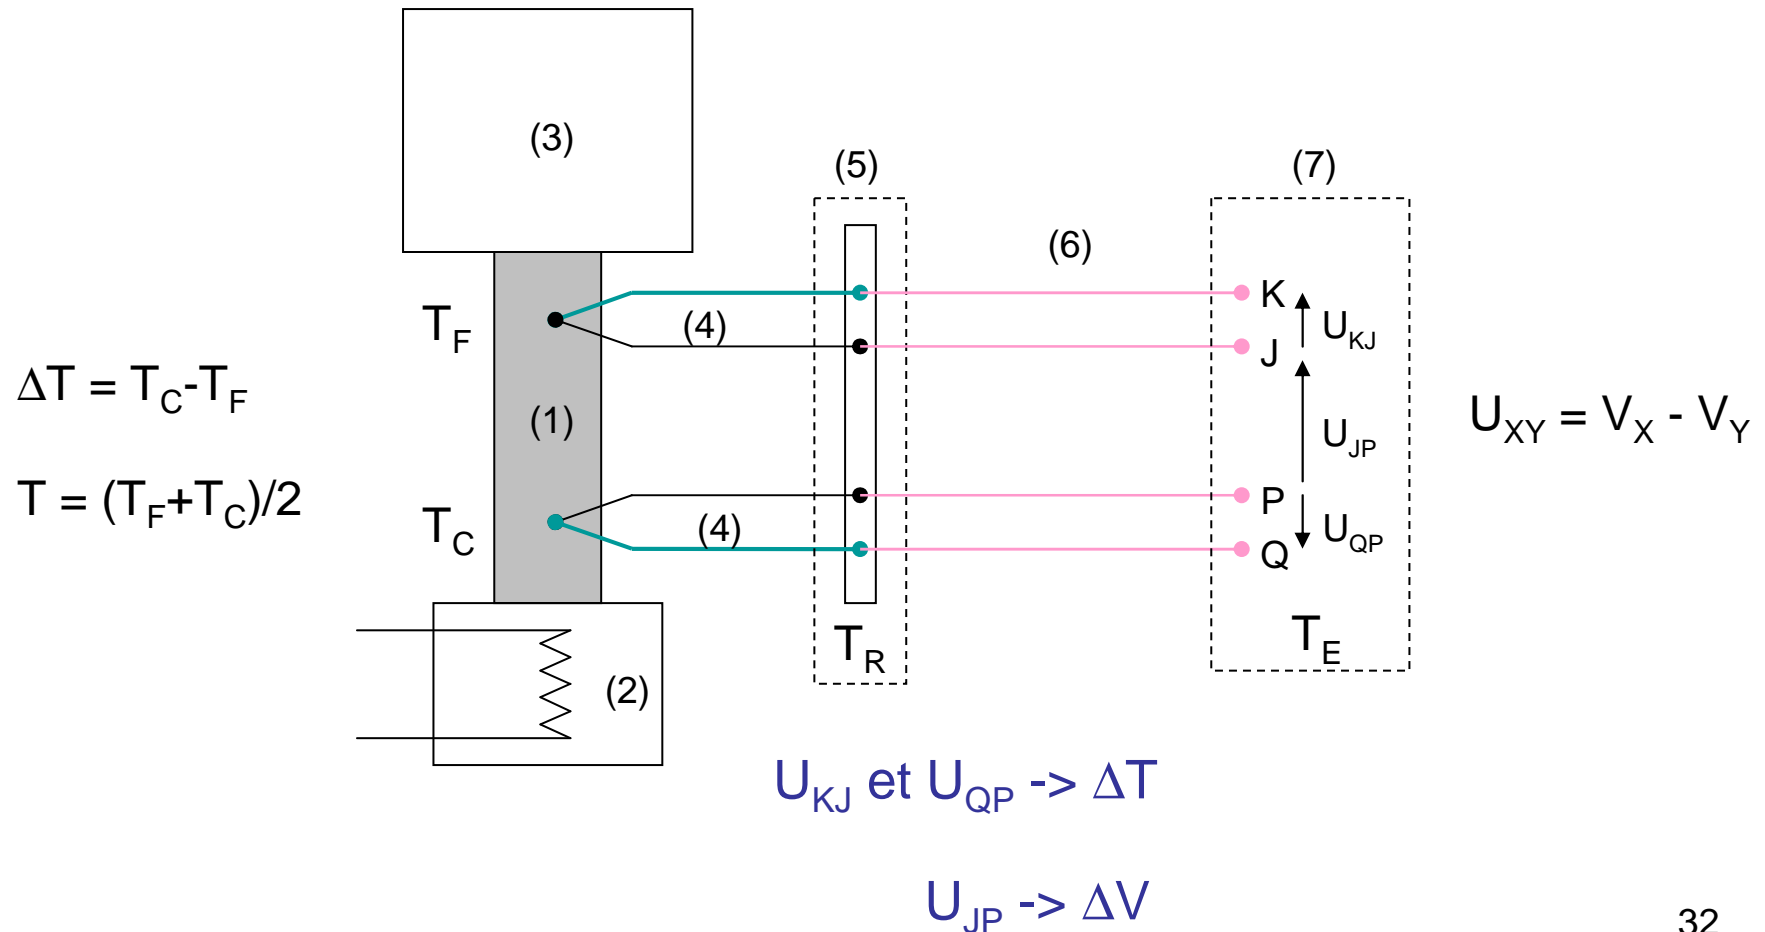 (3)
(5)
(7)
(6)
K
T_F
(4)
U_KJ
J
ΔT = T_C-T_F
(1)
U_XY = V_X - V_Y
U_JP
T = (T_F+T_C)/2
P
T_C
(4)
U_QP
Q
T_R
T_E
(2)
U_KJ et U_QP -> ΔT
U_JP -> ΔV
32